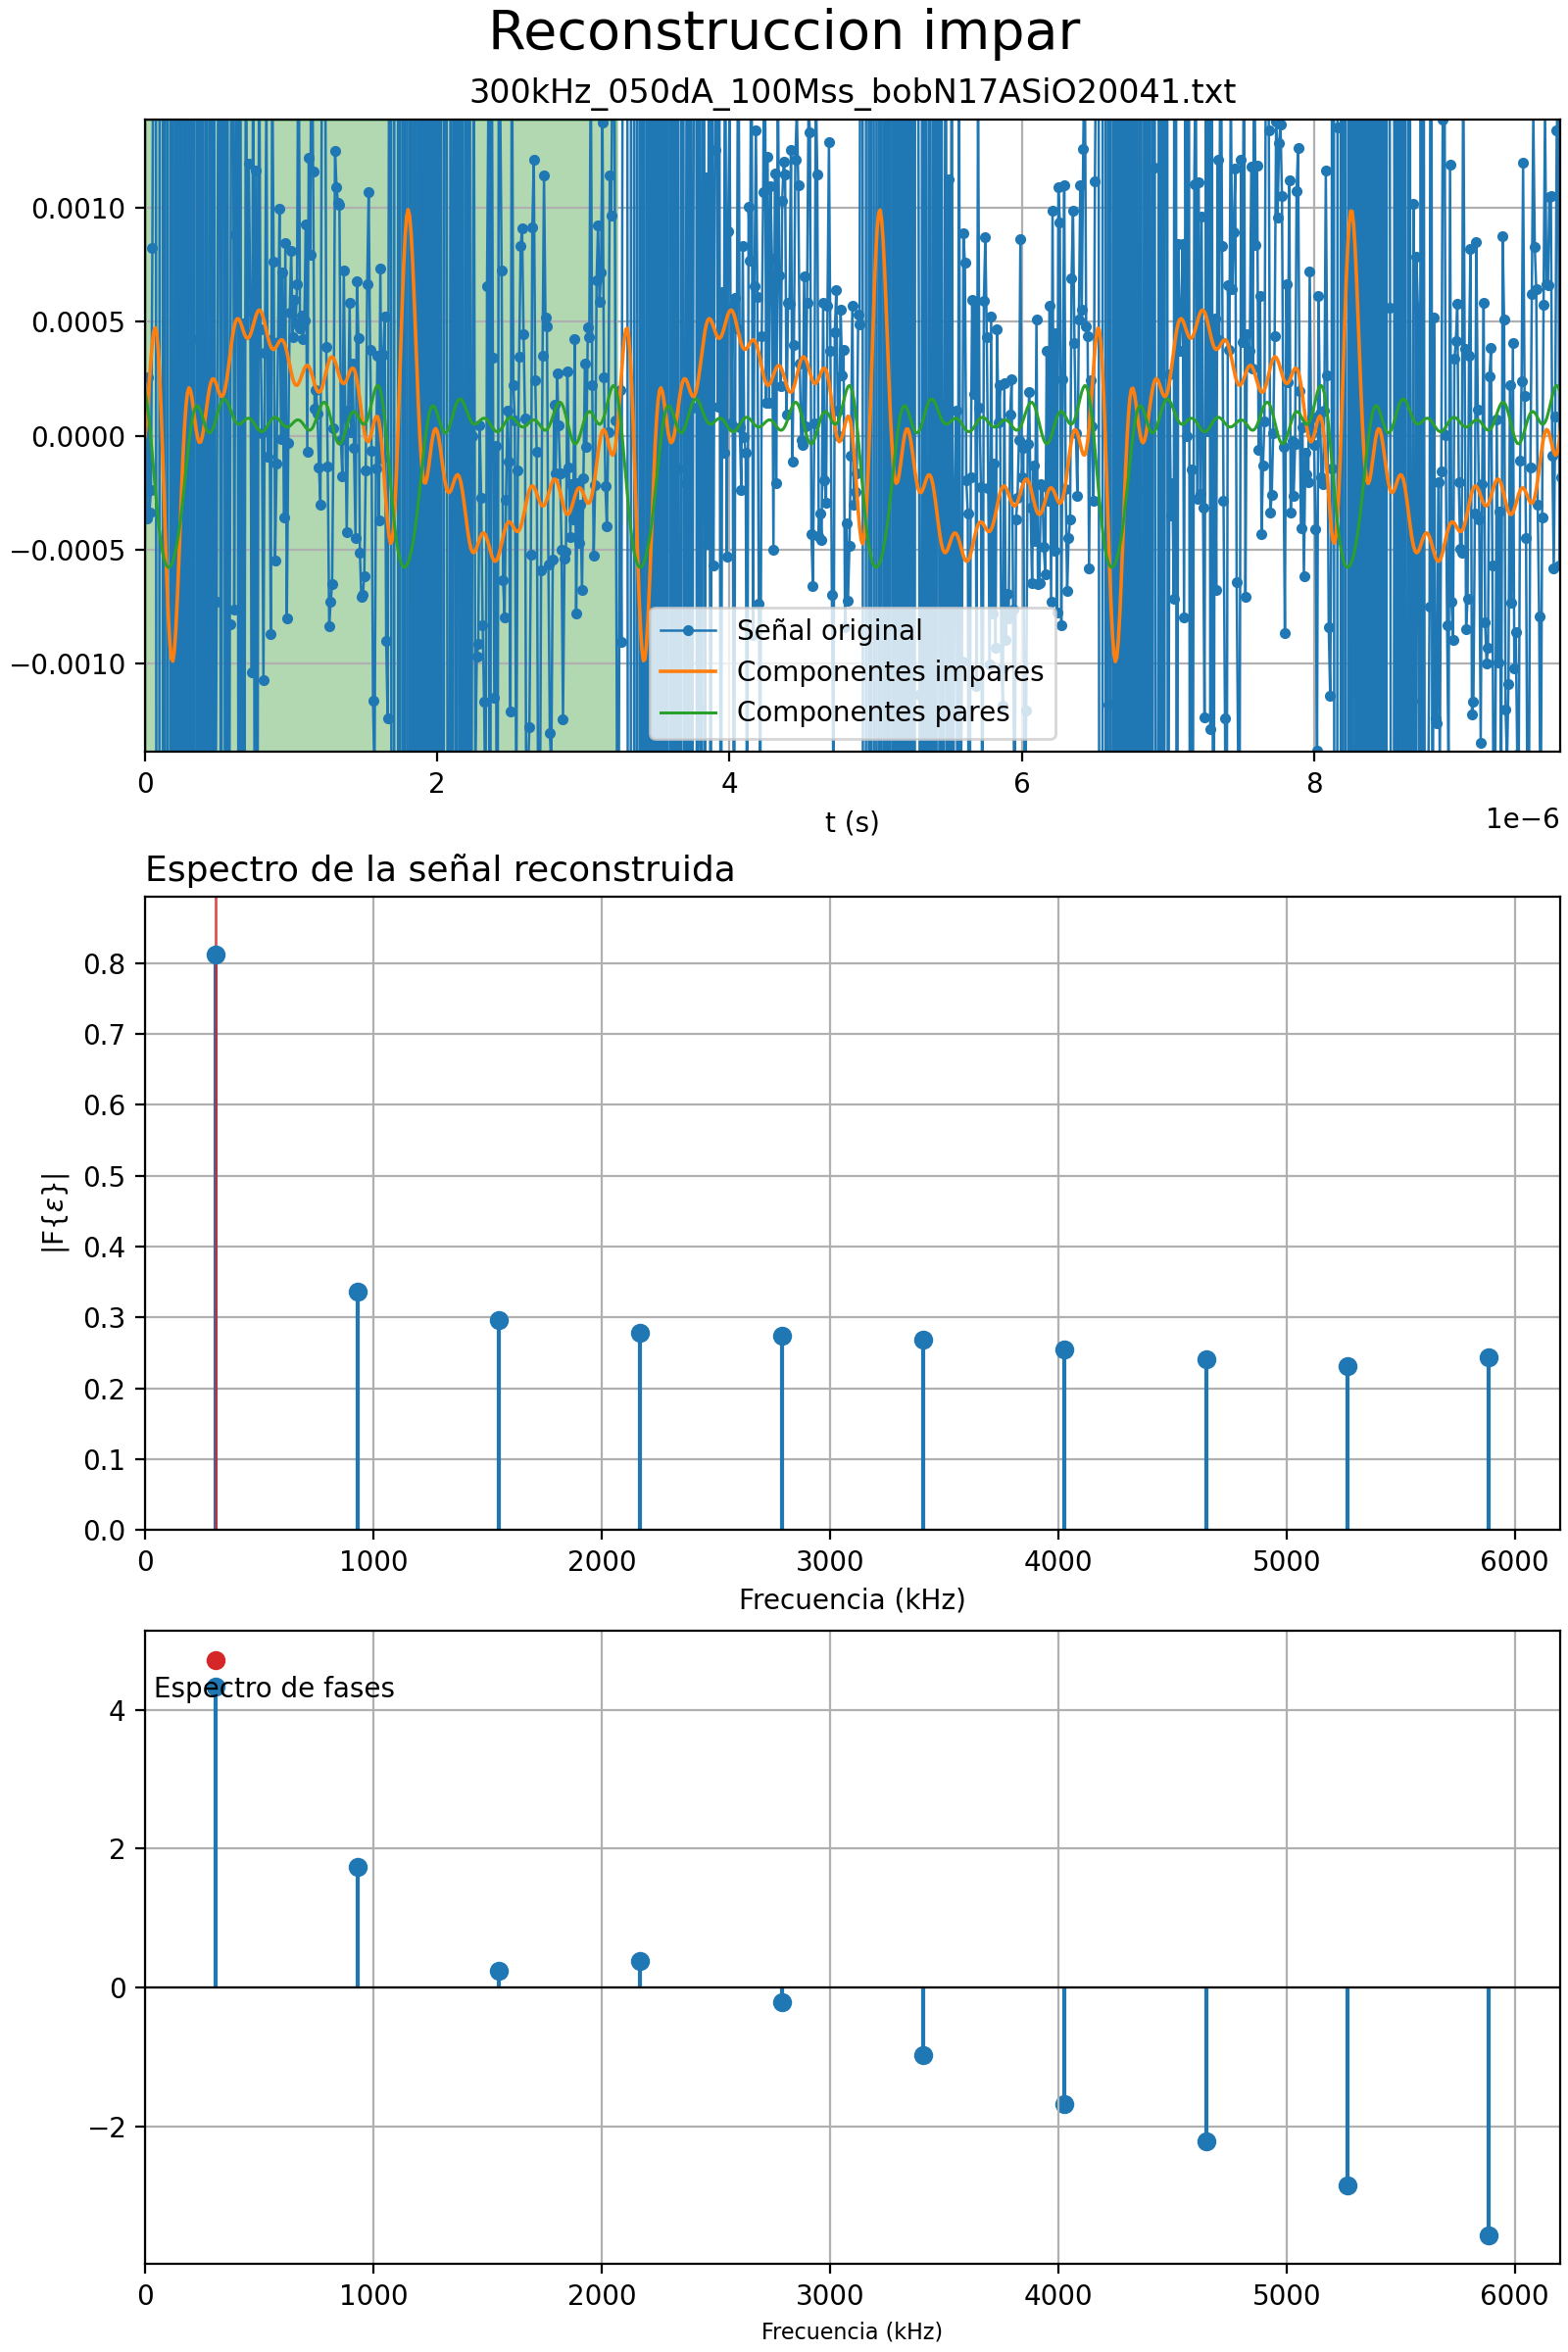 Reconstruccion impar
300kHz_050dA_100Mss_bobN17ASiO20041.txt
0.0010
0.0005
0.0000
−0.0005
−0.0010
Señal original
Componentes impares
Componentes pares
0 2 4 6 8
t (s)
1e−6
Espectro de la señal reconstruida
0.8
0.7
0.6
0.5
0.4
0.3
0.2
0.1
0.0
|F{ε}|
0 1000 2000 3000 4000 5000 6000
Frecuencia (kHz)
Espectro de fases
4
2
0
−2
0 1000 2000 3000 4000 5000 6000
Frecuencia (kHz)